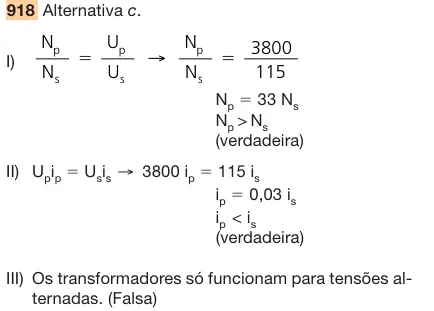 918 Alternativa c.
I) Np/Ns = Up/Us → Np/Ns = 3800/115
Np = 33 Ns
Np > Ns
(verdadeira)
II) Upip = Usis → 3800 ip = 115 is
ip = 0,03 is
ip < is
(verdadeira)
III) Os transformadores só funcionam para tensões al-
ternadas. (Falsa)